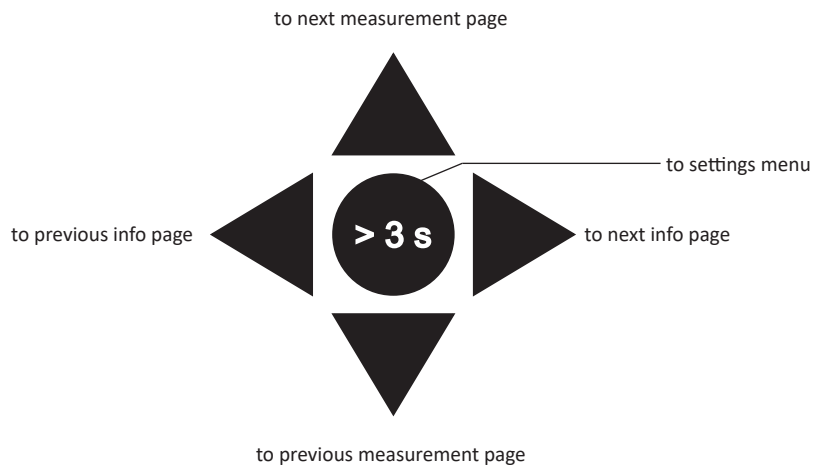 to next measurement page
to settings menu
to previous info page
> 3 s
to next info page
to previous measurement page